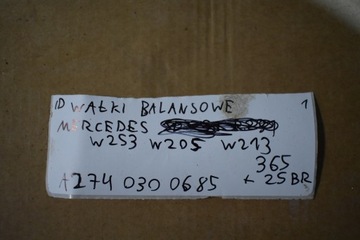 ID WAŁKI BALANSOWE 1
MERCEDES
W253 W205 W213
365
A274 030 0685 + 25BR